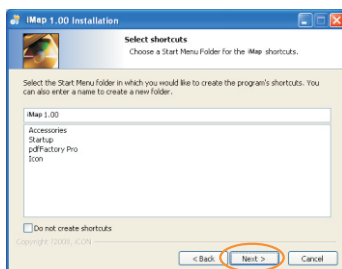 iMap 1.00 Installation
Select shortcuts
Choose a Start Menu Folder for the iMap shortcuts.
Select the Start Menu folder in which you would like to create the program's shortcuts. You
can also enter a name to create a new folder.
iMap 1.00
Accessories
Startup
pdfFactory Pro
Icon
Do not create shortcuts
Copyright ?2008, ICON
< Back
Next >
Cancel